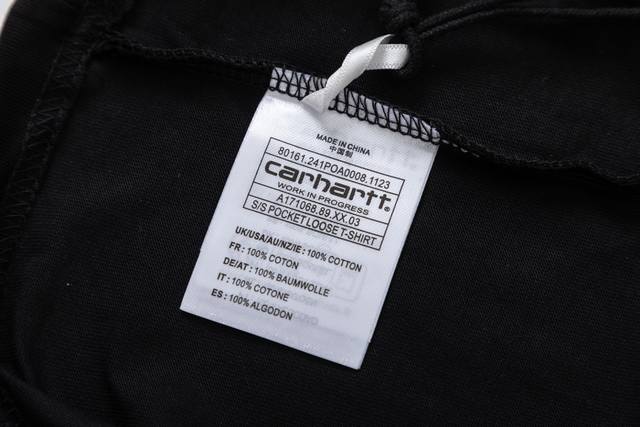 MADE IN CHINA
中国制
80161.241POA0008.1123
carhartt
WORK IN PROGRESS
A171068.89.XX.03
S/S POCKET LOOSE T-SHIRT
UK/USA/AU/NZ/IE : 100% COTTON
FR : 100% COTON
DE/AT : 100% BAUMWOLLE
IT : 100% COTONE
ES : 100% ALGODON